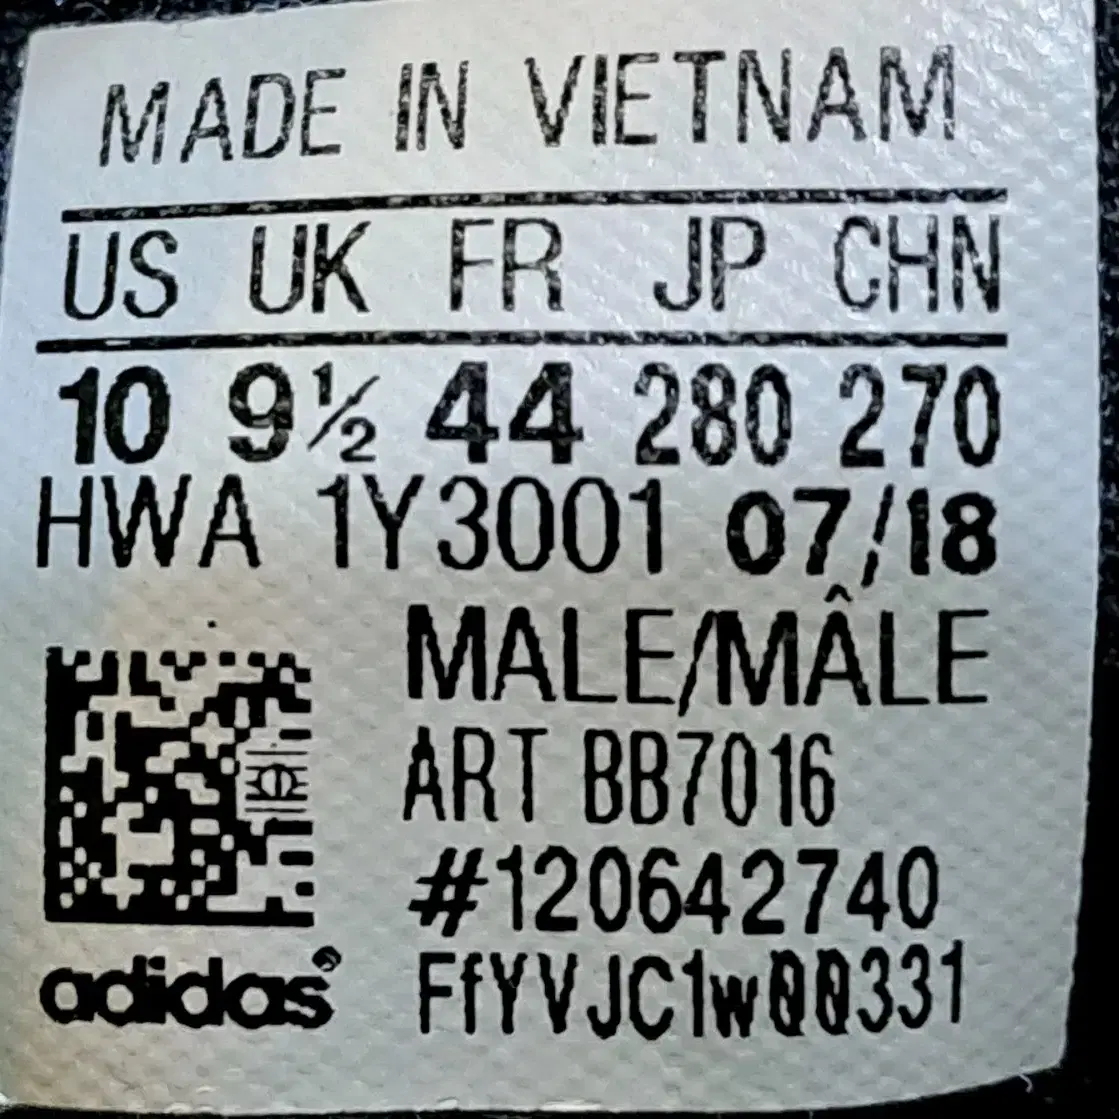 MADE IN VIETNAM
US UK FR JP CHN
10 9½ 44 280 270
HWA 1Y3001 07/18
MALE/MÂLE
ART BB7016
#120642740
adidas®
FfYVJC1w00331